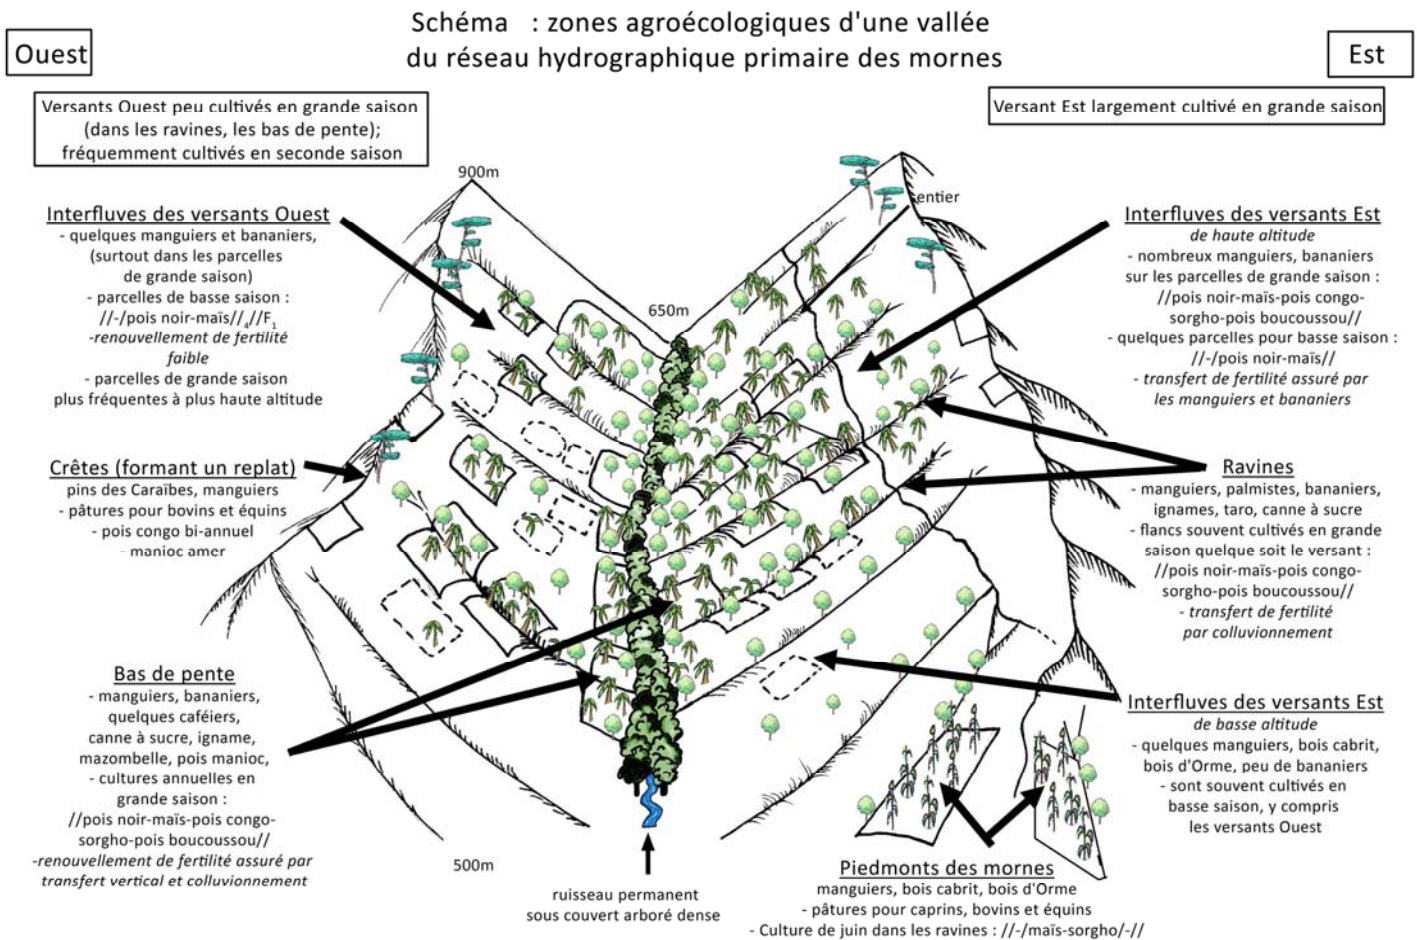 Schéma : zones agroécologiques d'une vallée
du réseau hydrographique primaire des mornes
Ouest
Est
Versants Ouest peu cultivés en grande saison
(dans les ravines, les bas de pente);
fréquemment cultivés en seconde saison
Versant Est largement cultivé en grande saison
900m
entier
650m
Interfluves des versants Ouest
- quelques manguiers et bananiers,
(surtout dans les parcelles
de grande saison)
- parcelles de basse saison :
//-/pois noir-maïs//4//F1
-renouvellement de fertilité
faible
- parcelles de grande saison
plus fréquentes à plus haute altitude
Crêtes (formant un replat)
pins des Caraïbes, manguiers
- pâtures pour bovins et équins
- pois congo bi-annuel
- manioc amer
Bas de pente
- manguiers, bananiers,
quelques caféiers,
canne à sucre, igname,
mazombelle, pois manioc,
- cultures annuelles en
grande saison :
//pois noir-maïs-pois congo-
sorgho-pois boucoussou//
-renouvellement de fertilité assuré par
transfert vertical et colluvionnement
Interfluves des versants Est
de haute altitude
- nombreux manguiers, bananiers
sur les parcelles de grande saison :
//pois noir-maïs-pois congo-
sorgho-pois boucoussou//
- quelques parcelles pour basse saison :
//-/pois noir-maïs//
- transfert de fertilité assuré par
les manguiers et bananiers
Ravines
- manguiers, palmistes, bananiers,
ignames, taro, canne à sucre
- flancs souvent cultivés en grande
saison quelque soit le versant :
//pois noir-maïs-pois congo-
sorgho-pois boucoussou//
- transfert de fertilité
par colluvionnement
Interfluves des versants Est
de basse altitude
- quelques manguiers, bois cabrit,
bois d'Orme, peu de bananiers
- sont souvent cultivés en
basse saison, y compris
les versants Ouest
500m
ruisseau permanent
sous couvert arboré dense
Piedmonts des mornes
manguiers, bois cabrit, bois d'Orme
- pâtures pour caprins, bovins et équins
- Culture de juin dans les ravines : //-/maïs-sorgho/-//